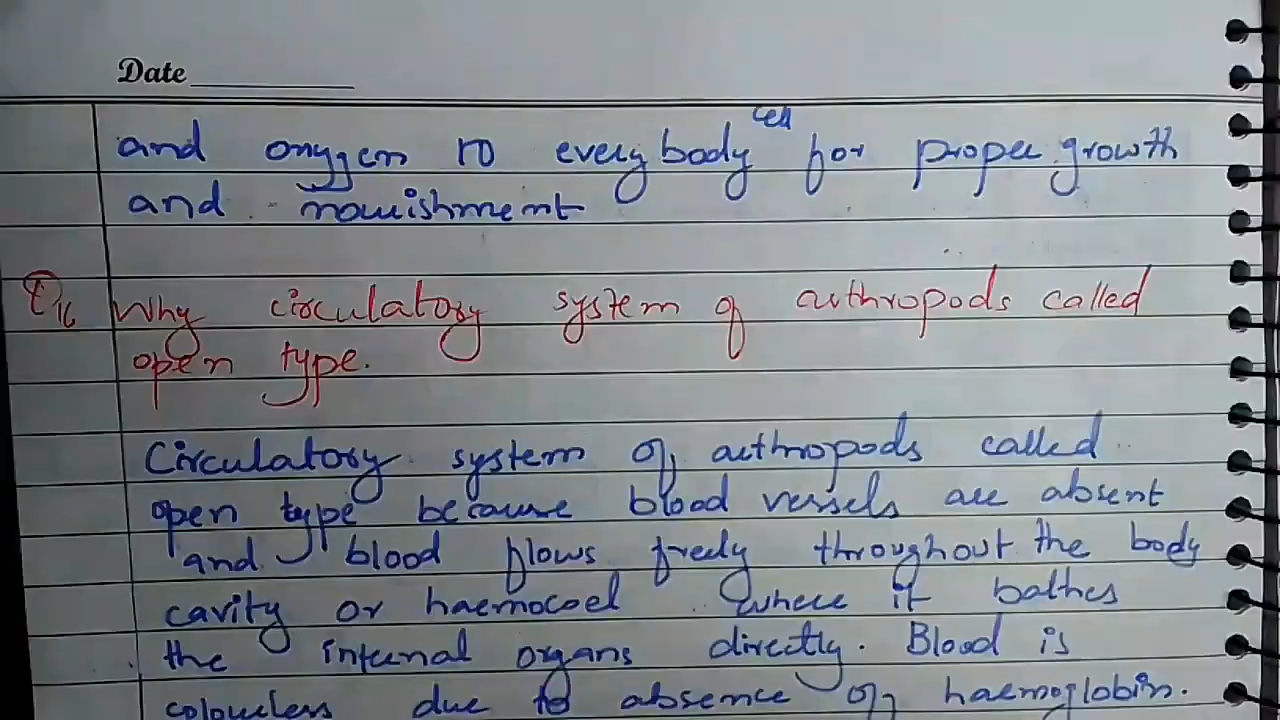 Date
cell
and oxygen to every body for proper growth
and nourishment
Q16 Why circulatory system of arthropods called
open type.
Circulatory system of arthropods called
open type because blood vessels are absent
and blood flows freely throughout the body
cavity or haemocoel where it bathes
the internal organs directly. Blood is
colourless due to absence of haemoglobin.